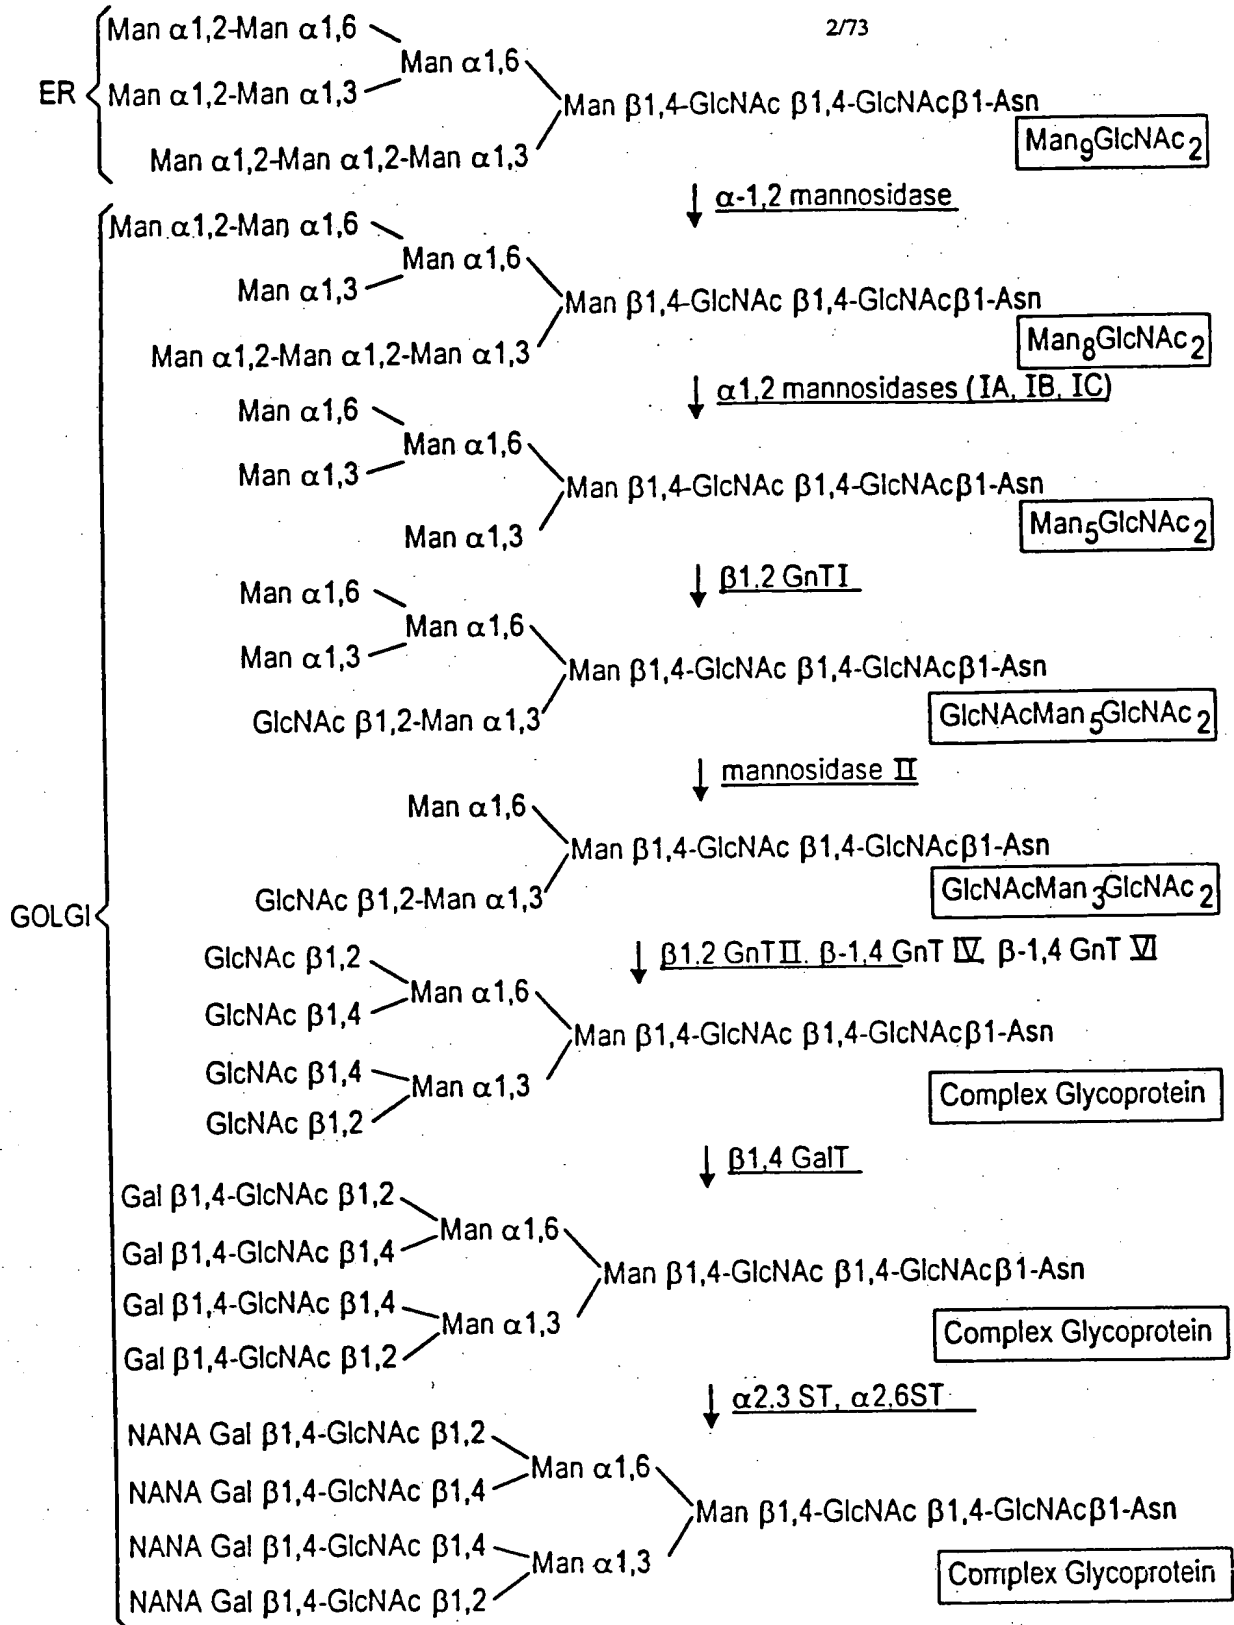 2/73
ER
Man α1,2-Man α1,6
Man α1,6
Man α1,2-Man α1,3
Man β1,4-GlcNAc β1,4-GlcNAcβ1-Asn
Man α1,2-Man α1,2-Man α1,3
Man9GlcNAc2
α-1,2 mannosidase
GOLGI
Man α1,2-Man α1,6
Man α1,6
Man α1,3
Man β1,4-GlcNAc β1,4-GlcNAcβ1-Asn
Man α1,2-Man α1,2-Man α1,3
Man8GlcNAc2
α1,2 mannosidases (IA, IB, IC)
Man α1,6
Man α1,6
Man α1,3
Man β1,4-GlcNAc β1,4-GlcNAcβ1-Asn
Man α1,3
Man5GlcNAc2
β1,2 GnTI
Man α1,6
Man α1,6
Man α1,3
Man β1,4-GlcNAc β1,4-GlcNAcβ1-Asn
GlcNAc β1,2-Man α1,3
GlcNAcMan5GlcNAc2
mannosidase II
Man α1,6
Man β1,4-GlcNAc β1,4-GlcNAcβ1-Asn
GlcNAc β1,2-Man α1,3
GlcNAcMan3GlcNAc2
β1.2 GnTII. β-1,4 GnT IV, β-1,4 GnT VI
GlcNAc β1,2
Man α1,6
GlcNAc β1,4
Man β1,4-GlcNAc β1,4-GlcNAcβ1-Asn
GlcNAc β1,4
Man α1,3
GlcNAc β1,2
Complex Glycoprotein
β1,4 GalT
Gal β1,4-GlcNAc β1,2
Man α1,6
Gal β1,4-GlcNAc β1,4
Man β1,4-GlcNAc β1,4-GlcNAcβ1-Asn
Gal β1,4-GlcNAc β1,4
Man α1,3
Gal β1,4-GlcNAc β1,2
Complex Glycoprotein
α2.3 ST, α2,6ST
NANA Gal β1,4-GlcNAc β1,2
Man α1,6
NANA Gal β1,4-GlcNAc β1,4
Man β1,4-GlcNAc β1,4-GlcNAcβ1-Asn
NANA Gal β1,4-GlcNAc β1,4
Man α1,3
NANA Gal β1,4-GlcNAc β1,2
Complex Glycoprotein